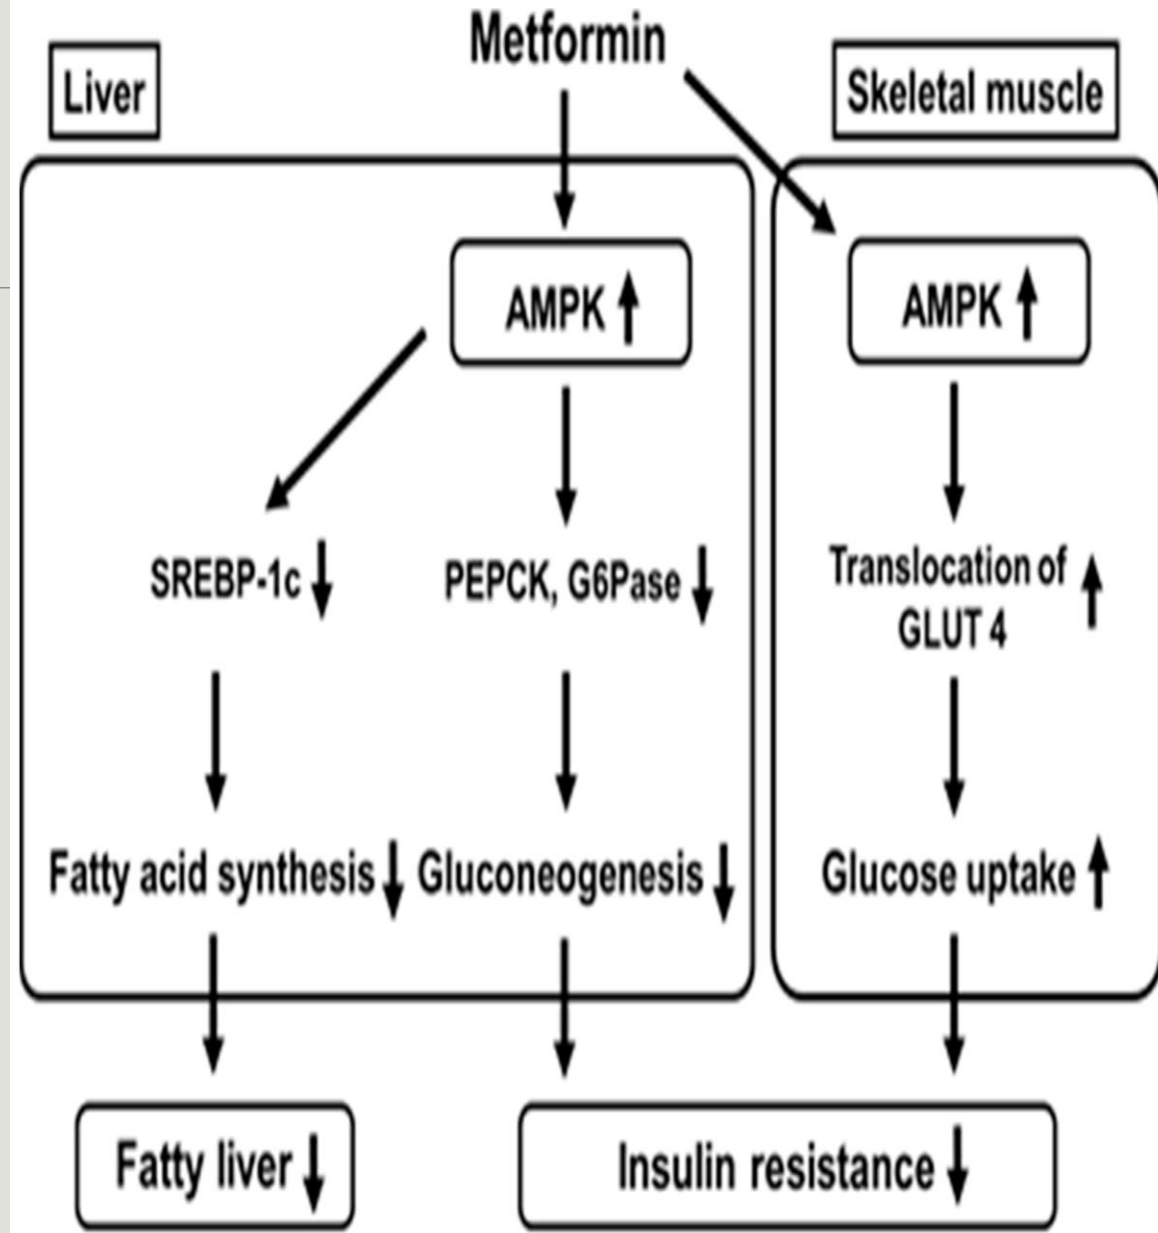 Metformin
Liver
Skeletal muscle
AMPK ↑
AMPK ↑
SREBP-1c ↓
PEPCK, G6Pase ↓
Translocation of
GLUT 4 ↑
Fatty acid synthesis ↓
Gluconeogenesis ↓
Glucose uptake ↑
Fatty liver ↓
Insulin resistance ↓